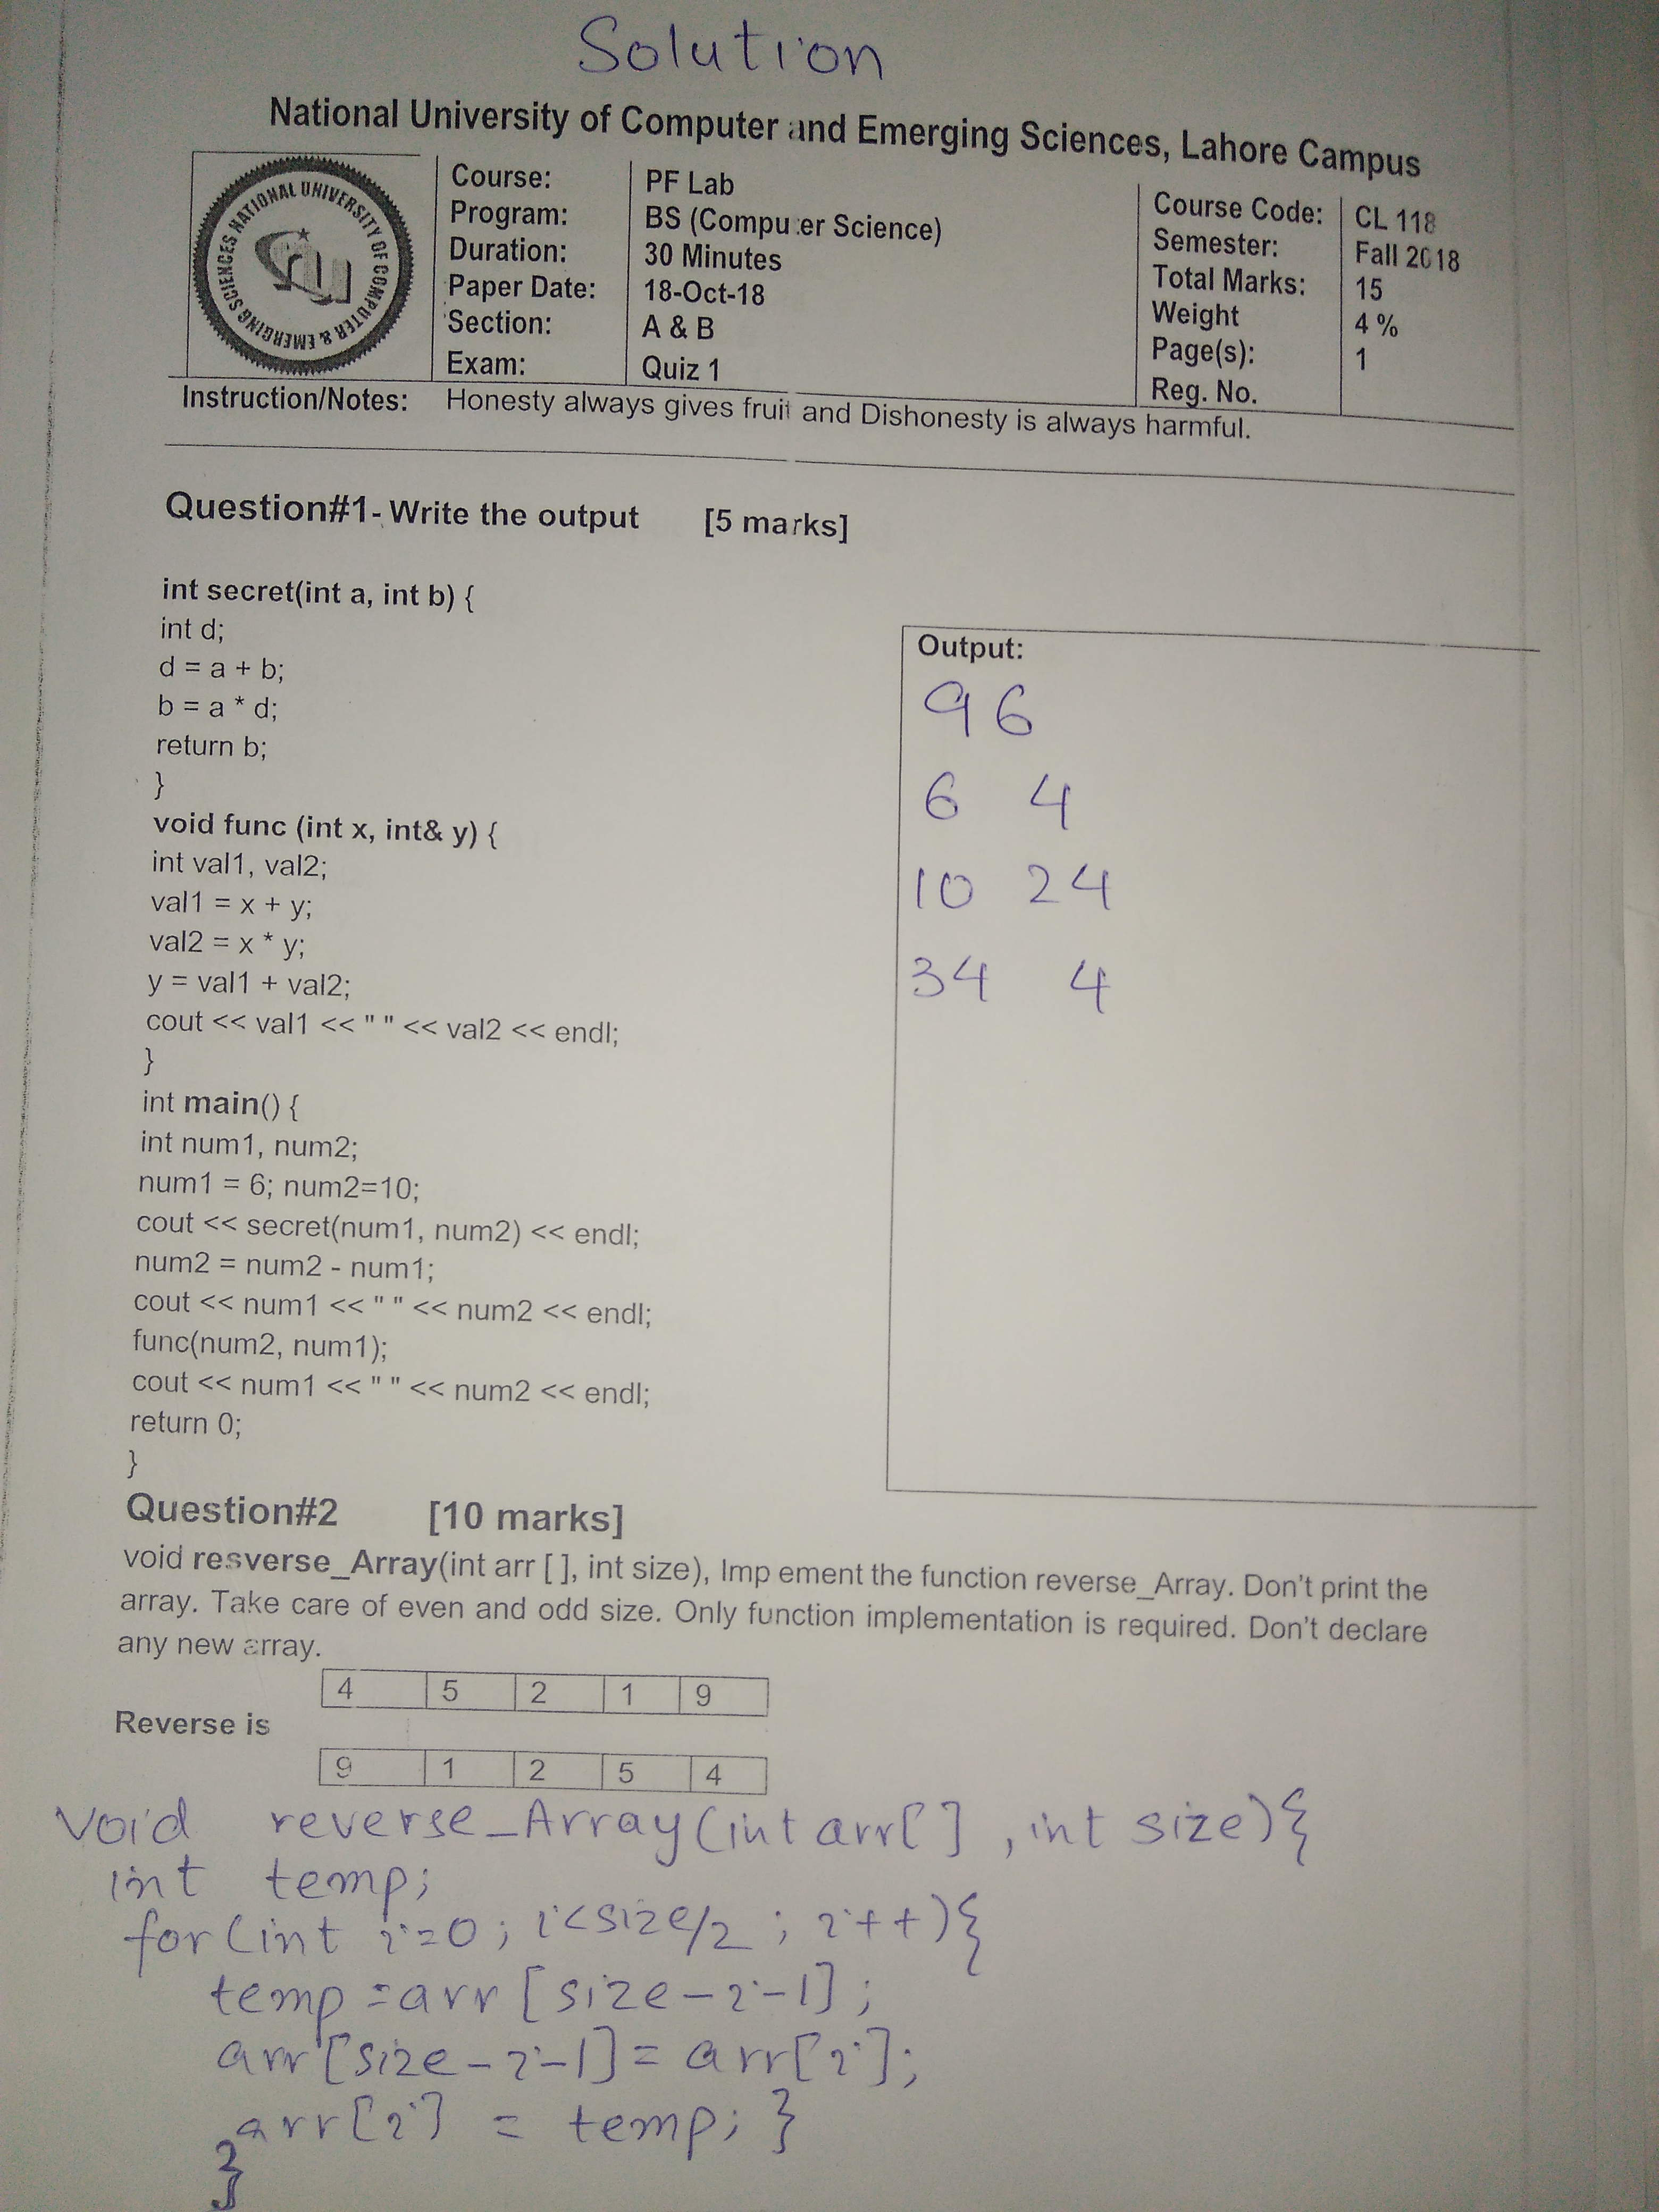 Solution
National University of Computer and Emerging Sciences, Lahore Campus
NATIONAL UNIVERSITY OF COMPUTER & EMERGING SCIENCES
Course: PF Lab Course Code: CL 118
Program: BS (Computer Science) Semester: Fall 2018
Duration: 30 Minutes Total Marks: 15
Paper Date: 18-Oct-18 Weight 4 %
Section: A & B Page(s): 1
Exam: Quiz 1 Reg. No.
Instruction/Notes: Honesty always gives fruit and Dishonesty is always harmful.
Question#1- Write the output [5 marks]
int secret(int a, int b) {
int d;
d = a + b;
b = a * d;
return b;
}
void func (int x, int& y) {
int val1, val2;
val1 = x + y;
val2 = x * y;
y = val1 + val2;
cout << val1 << " " << val2 << endl;
}
int main() {
int num1, num2;
num1 = 6; num2=10;
cout << secret(num1, num2) << endl;
num2 = num2 - num1;
cout << num1 << " " << num2 << endl;
func(num2, num1);
cout << num1 << " " << num2 << endl;
return 0;
}
Output:
96
6 4
10 24
34 4
Question#2 [10 marks]
void resverse_Array(int arr [ ], int size), Imp ement the function reverse_Array. Don't print the
array. Take care of even and odd size. Only function implementation is required. Don't declare
any new array.
4 5 2 1 9
Reverse is
9 1 2 5 4
void reverse_Array(int arr[] , int size){
int temp;
for(int i=0; i<size/2 ; i++){
temp=arr[size-i-1];
arr[size-i-1]= arr[i];
arr[i] = temp; }
}